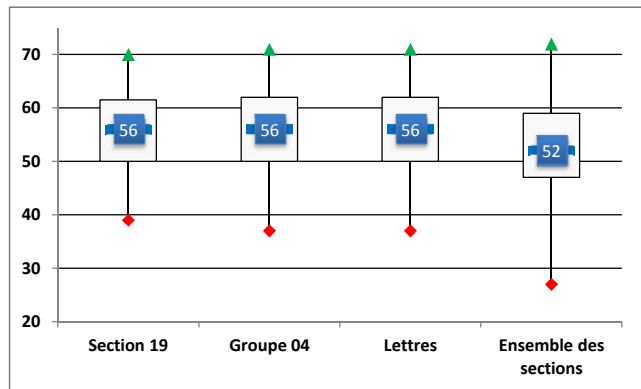 70
60
50
40
30
20
56
56
56
52
Section 19
Groupe 04
Lettres
Ensemble des
sections